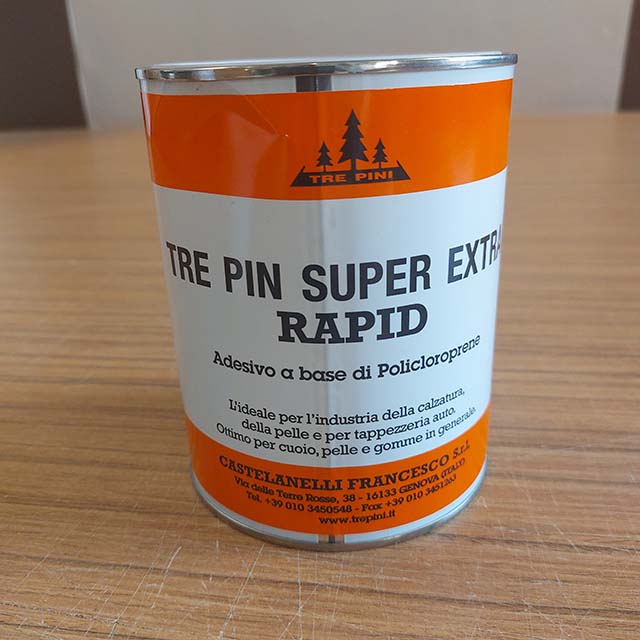 TRE PINI
TRE PIN SUPER EXTRA
RAPID
Adesivo a base di Policloroprene
L'ideale per l'industria della calzatura,
della pelle e per tappezzeria auto.
Ottimo per cuoio, pelle e gomme in generale.
CASTELANELLI FRANCESCO S.r.l.
Via delle Terre Rosse, 38 - 16133 GENOVA (ITALY)
Tel. +39 010 3450548 - Fax +39 010 3451263
www.trepini.it